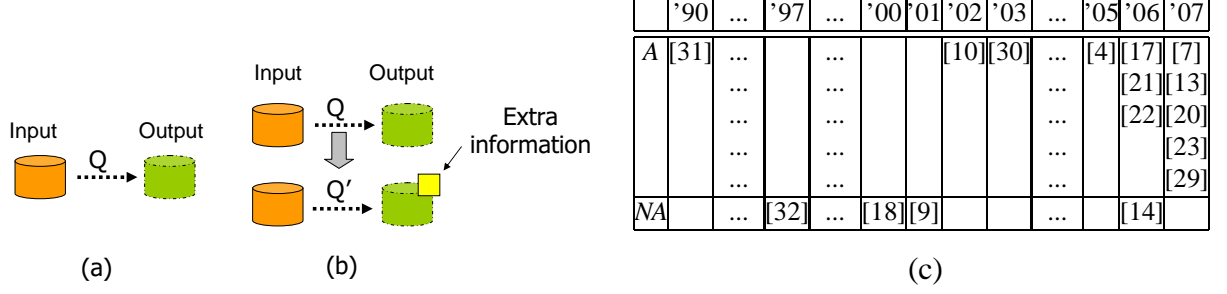 Input Output
Q
(a)
Input Output
Q
Q′
Extra
information
(b)
'90 ... '97 ... '00 '01 '02 '03 ... '05 '06 '07
A [31] ... ... [10] [30] ... [4] [17] [7]
... ... ... [21] [13]
... ... ... [22] [20]
... ... ... [23]
... ... ... [29]
NA ... [32] ... [18] [9] ... [14]
(c)